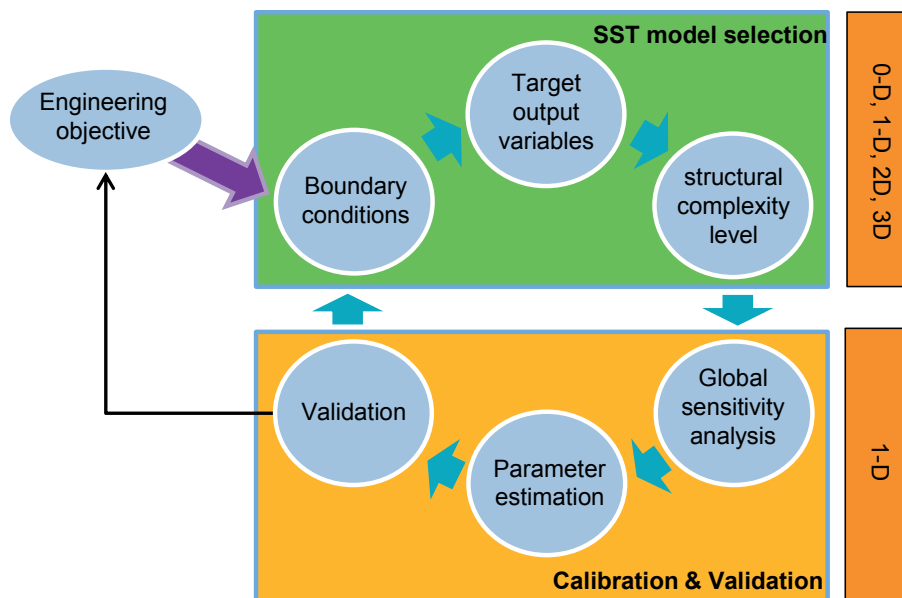 SST model selection
Engineering
objective
Boundary
conditions
Target
output
variables
structural
complexity
level
0-D, 1-D, 2D, 3D
Global
sensitivity
analysis
Parameter
estimation
Validation
Calibration & Validation
1-D